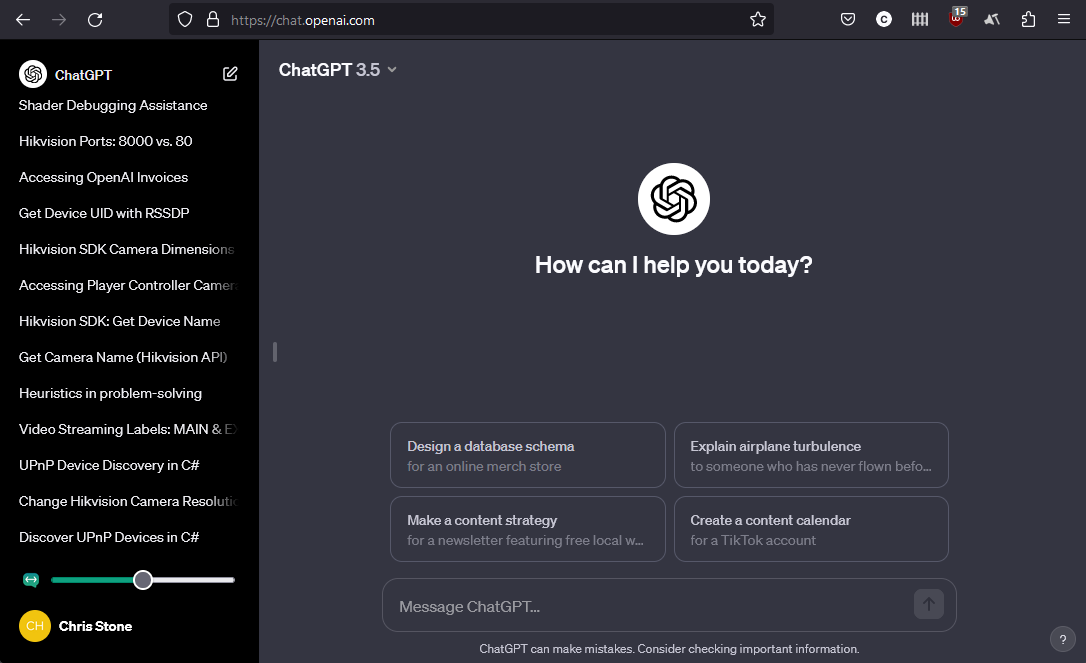 https://chat.openai.com
15
ChatGPT
Shader Debugging Assistance
Hikvision Ports: 8000 vs. 80
Accessing OpenAI Invoices
Get Device UID with RSSDP
Hikvision SDK Camera Dimensions
Accessing Player Controller Camera
Hikvision SDK: Get Device Name
Get Camera Name (Hikvision API)
Heuristics in problem-solving
Video Streaming Labels: MAIN & EX
UPnP Device Discovery in C#
Change Hikvision Camera Resolutio
Discover UPnP Devices in C#
CH
Chris Stone
ChatGPT 3.5
How can I help you today?
Design a database schema
for an online merch store
Explain airplane turbulence
to someone who has never flown befo...
Make a content strategy
for a newsletter featuring free local w...
Create a content calendar
for a TikTok account
Message ChatGPT...
ChatGPT can make mistakes. Consider checking important information.
?